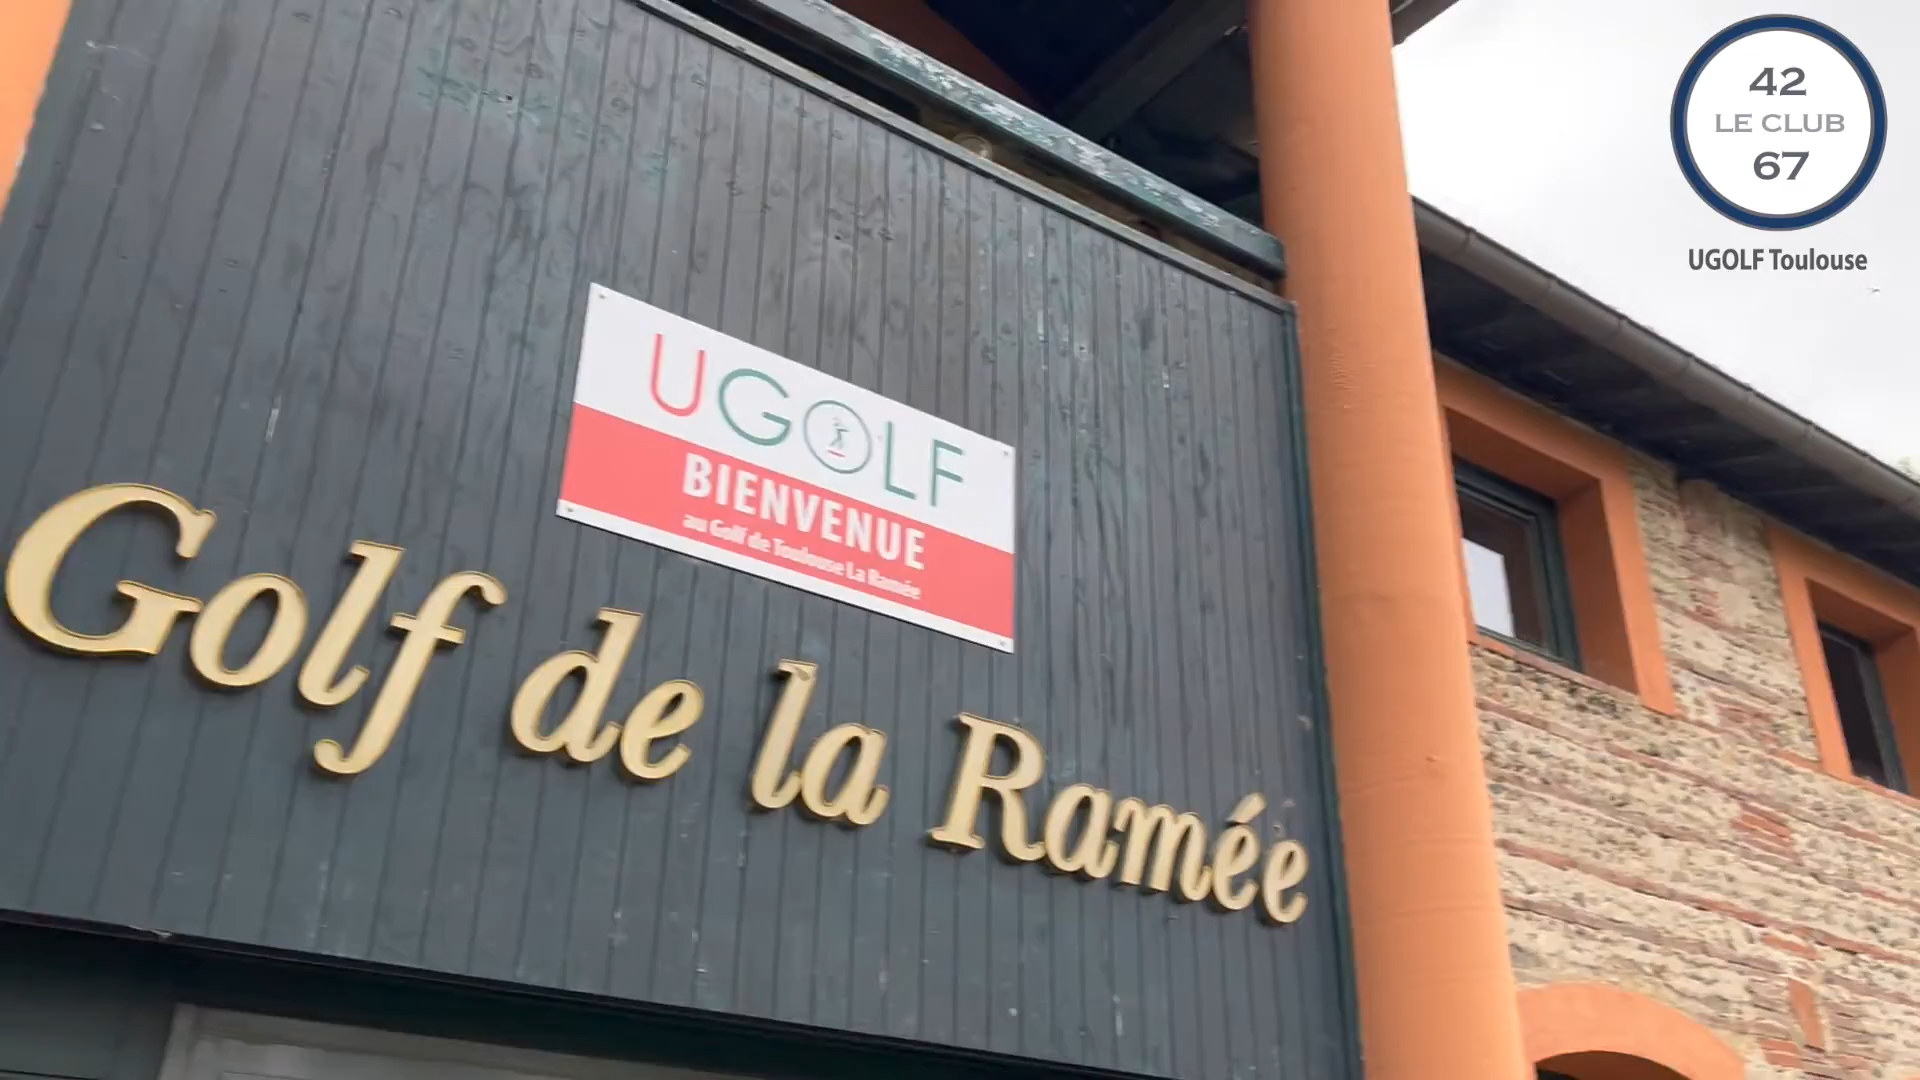 42
LE CLUB
67
UGOLF Toulouse
UGOLF
BIENVENUE
au Golf de Toulouse La Ramée
Golf de la Ramée